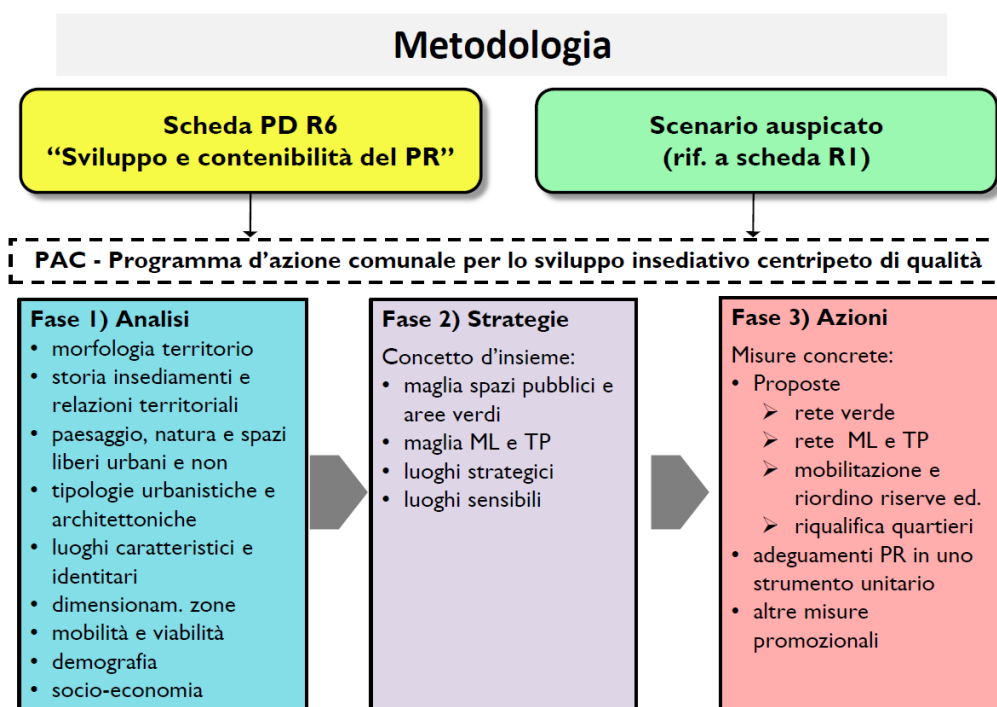 Metodologia
Scheda PD R6
“Sviluppo e contenibilità del PR”
Scenario auspicato
(rif. a scheda R1)
PAC - Programma d’azione comunale per lo sviluppo insediativo centripeto di qualità
Fase 1) Analisi
• morfologia territorio
• storia insediamenti e
relazioni territoriali
• paesaggio, natura e spazi
liberi urbani e non
• tipologie urbanistiche e
architettoniche
• luoghi caratteristici e
identitari
• dimensionam. zone
• mobilità e viabilità
• demografia
• socio-economia
Fase 2) Strategie
Concetto d’insieme:
• maglia spazi pubblici e
aree verdi
• maglia ML e TP
• luoghi strategici
• luoghi sensibili
Fase 3) Azioni
Misure concrete:
• Proposte
➢ rete verde
➢ rete ML e TP
➢ mobilitazione e
riordino riserve ed.
➢ riqualifica quartieri
• adeguamenti PR in uno
strumento unitario
• altre misure
promozionali